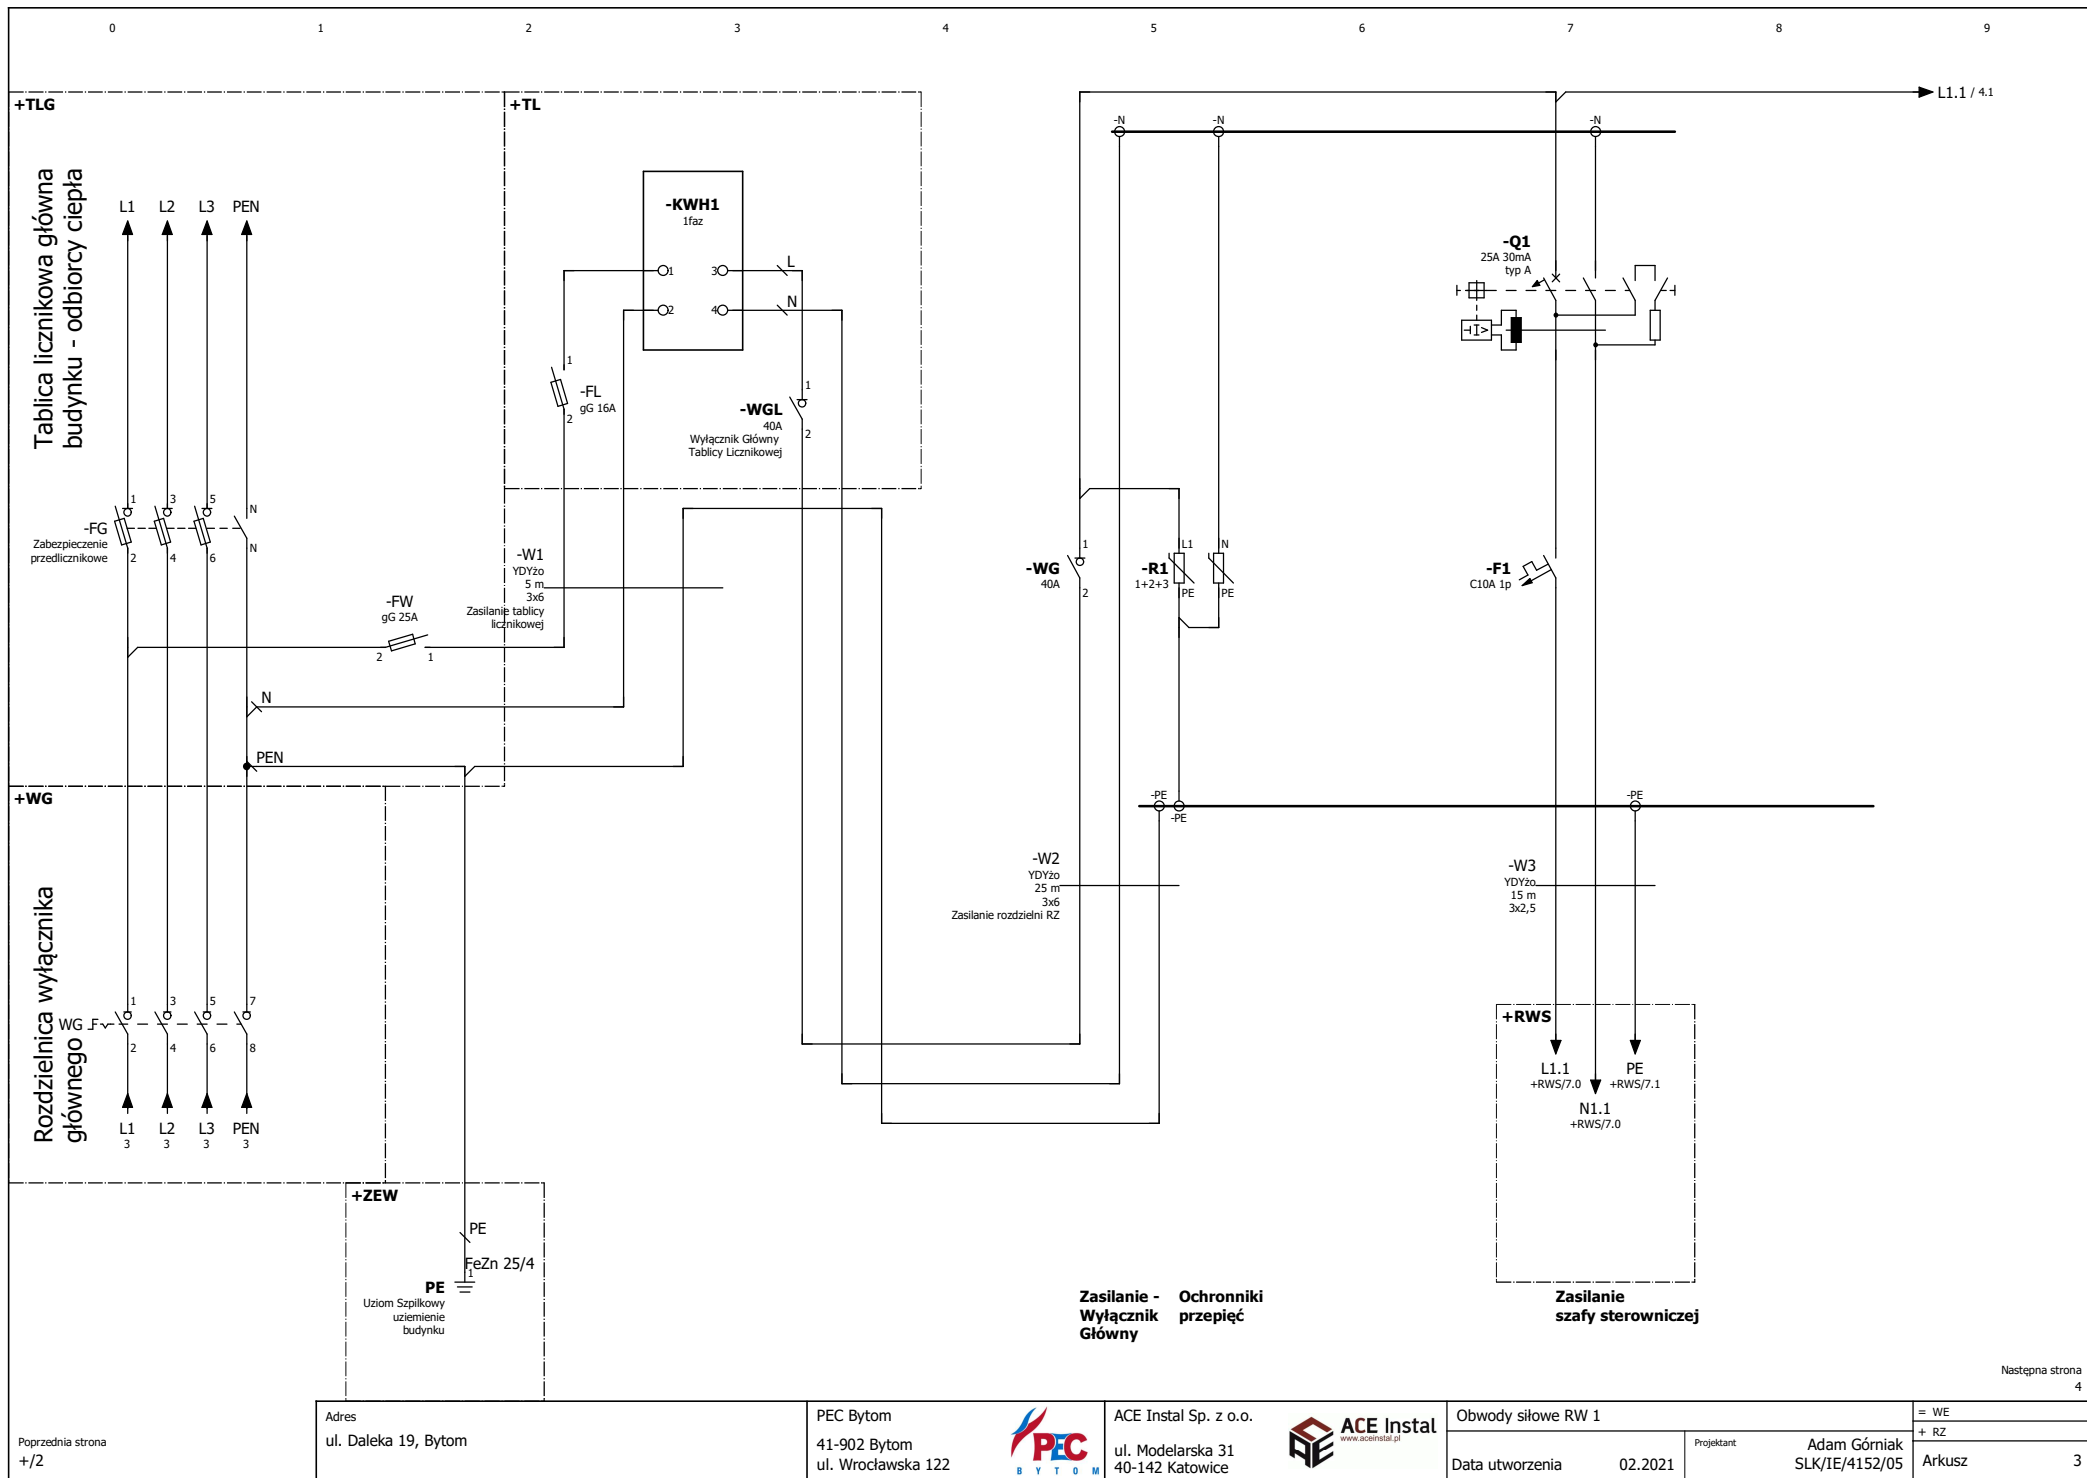 0 1 2 3 4 5 6 7 8 9
+TLG
+TL
L1.1 / 4.1
Tablica licznikowa główna
budynku - odbiorcy ciepła
L1 L2 L3 PEN
-KWH1
1faz
1 3
2 4
L
N
-FL
gG 16A
1
2
-WGL
40A
Wyłącznik Główny
Tablicy Licznikowej
1
2
-N -N -N
-Q1
25A 30mA
typ A
I>
-FG
Zabezpieczenie
przedlicznikowe
1 3 5 N
2 4 6 N
-W1
YDYżo
5 m
3x6
Zasilanie tablicy
licznikowej
-FW
gG 25A
2 1
N
PEN
-WG
40A
1
2
-R1
1+2+3
L1 N
PE PE
-F1
C10A 1p
-PE
-PE
-PE
+WG
Rozdzielnica wyłącznika
głównego
WG
1 3 5 7
2 4 6 8
L1 L2 L3 PEN
3 3 3 3
-W2
YDYżo
25 m
3x6
Zasilanie rozdzielni RZ
-W3
YDYżo
15 m
3x2,5
+RWS
L1.1
+RWS/7.0
PE
+RWS/7.1
N1.1
+RWS/7.0
+ZEW
PE
FeZn 25/4
1
PE
Uziom Szpilkowy
uziemienie
budynku
Zasilanie -
Wyłącznik
Główny
Ochronniki
przepięć
Zasilanie
szafy sterowniczej
Następna strona
4
Poprzednia strona
+/2
Adres
ul. Daleka 19, Bytom
PEC Bytom
41-902 Bytom
ul. Wrocławska 122
PEC
BYTOM
ACE Instal Sp. z o.o.
ul. Modelarska 31
40-142 Katowice
ACE Instal
www.aceinstal.pl
Obwody siłowe RW 1
Data utworzenia 02.2021
Projektant
Adam Górniak
SLK/IE/4152/05
= WE
+ RZ
Arkusz 3